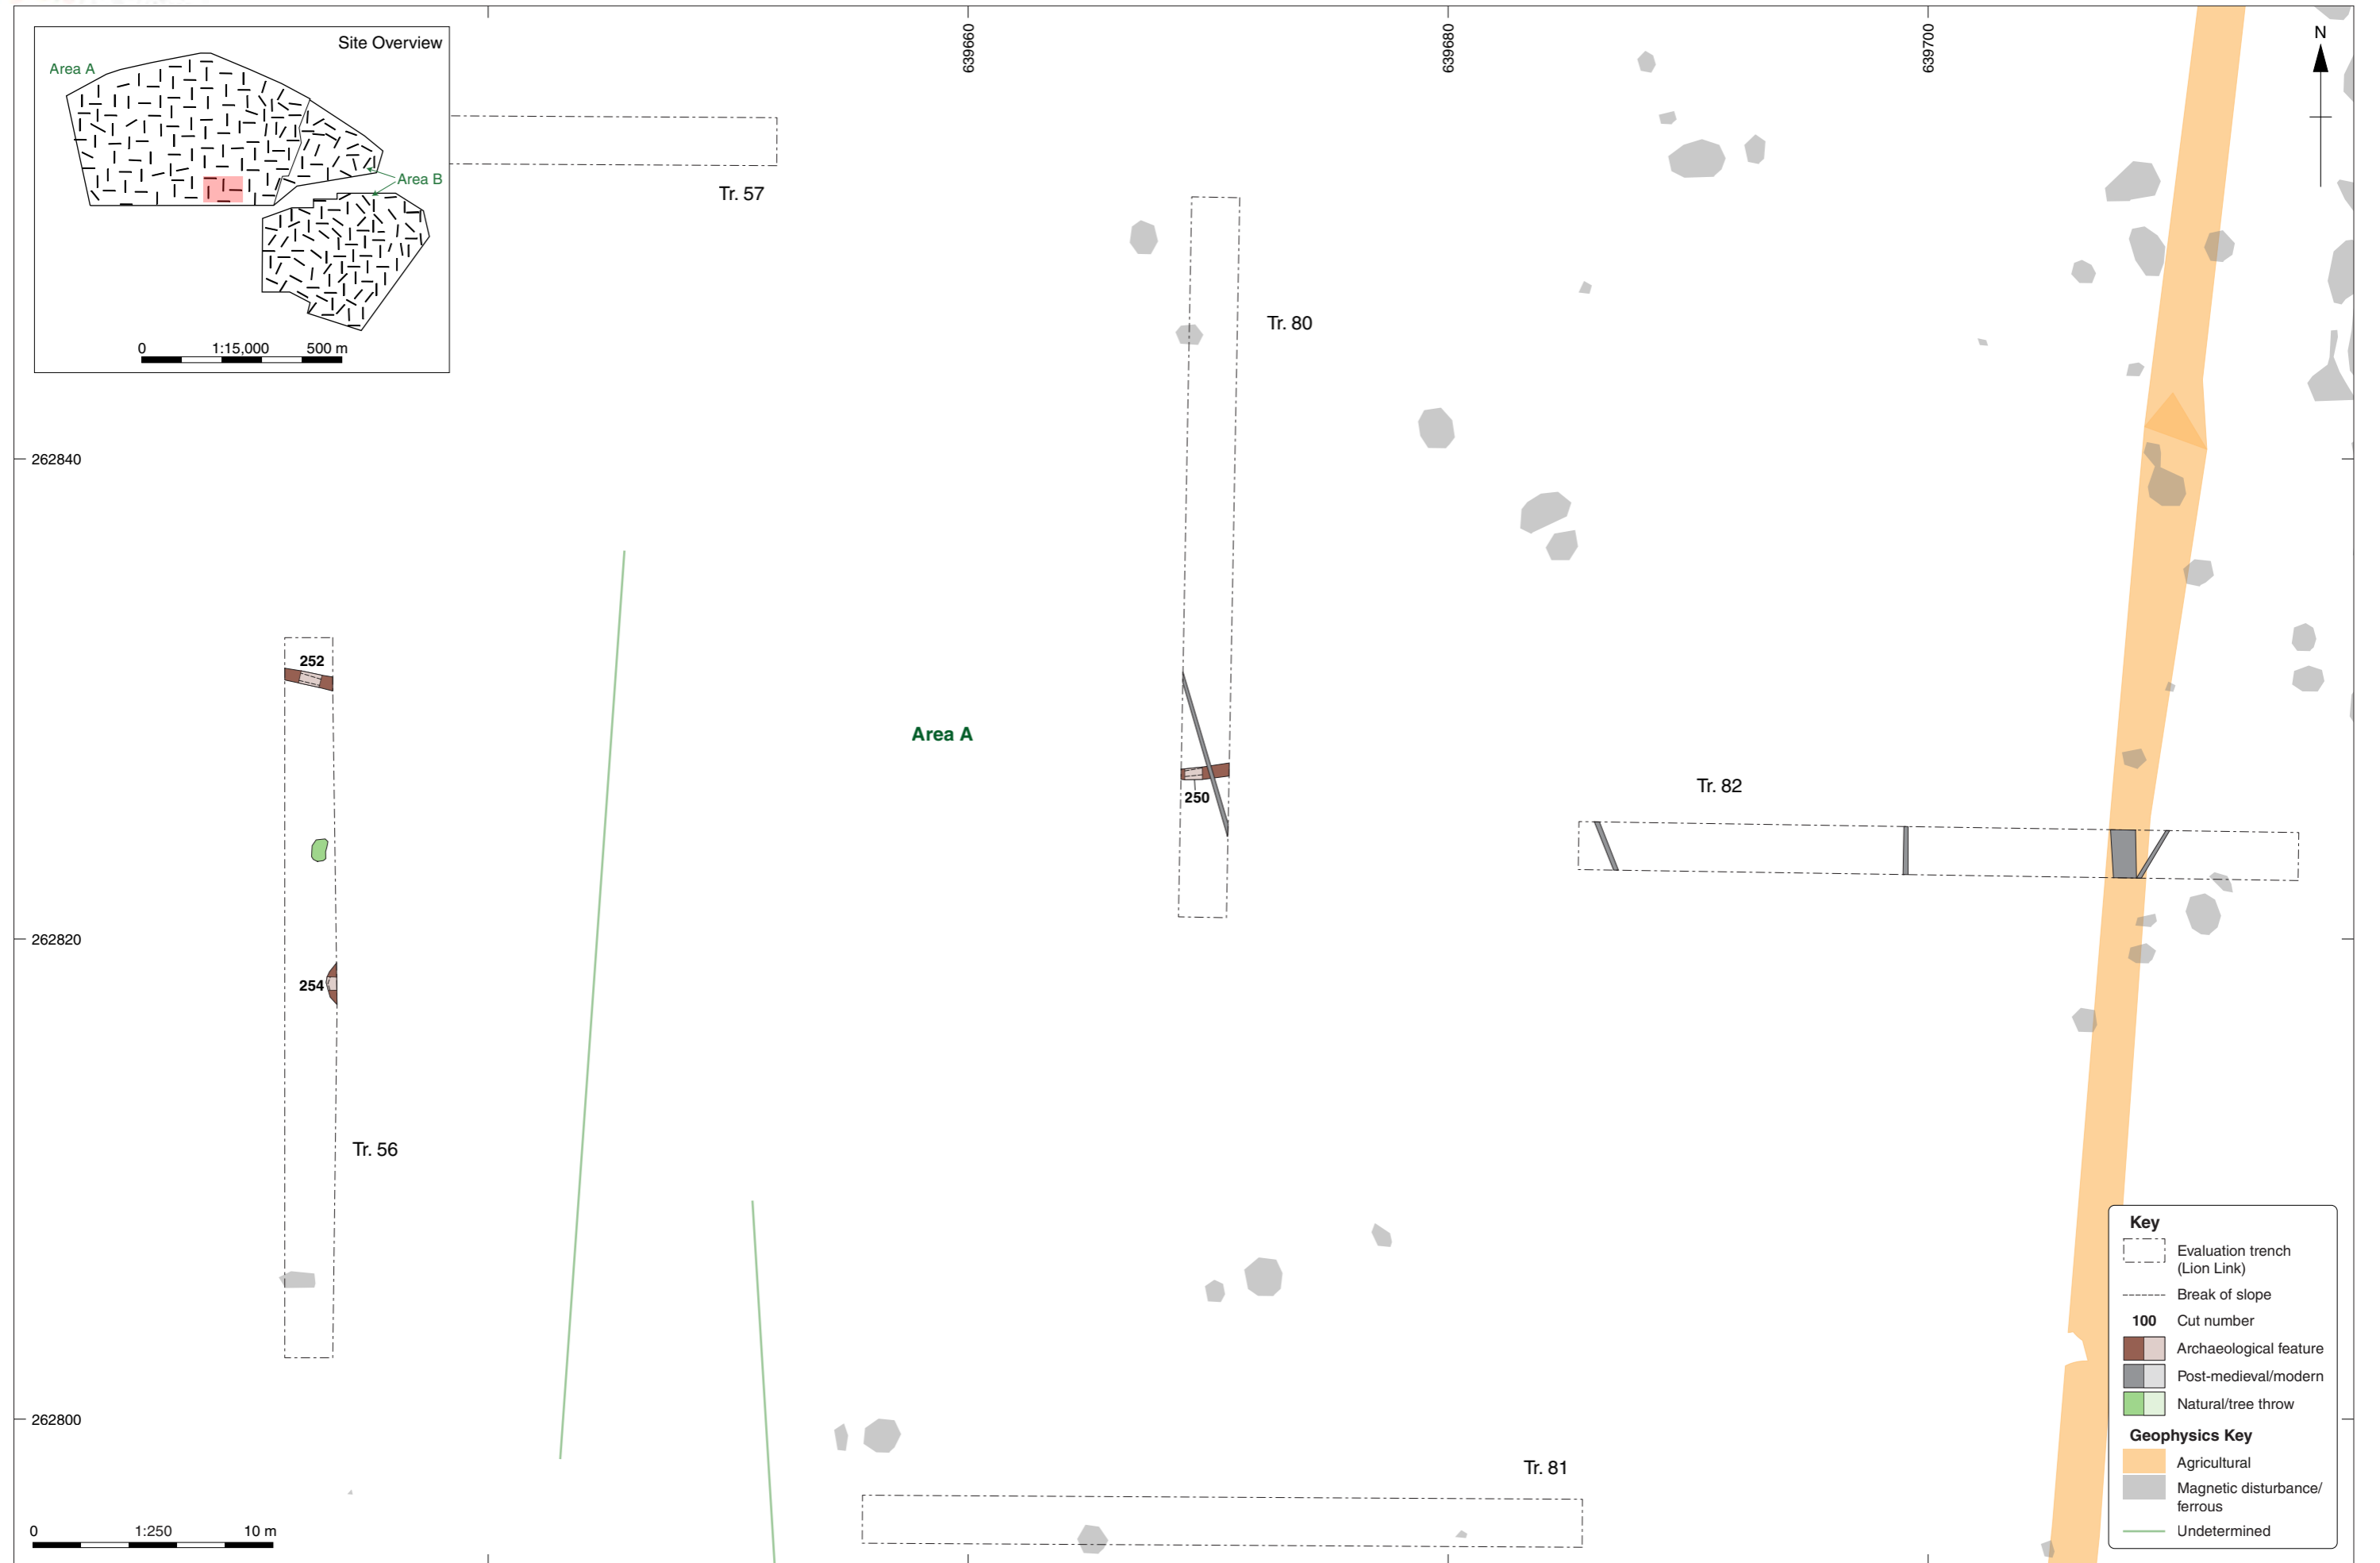 Site Overview
Area A
Area B
0 1:15,000 500 m
639660
639680
639700
N
Tr. 57
Tr. 80
262840
252
Area A
250
Tr. 82
262820
254
Tr. 56
262800
Tr. 81
0 1:250 10 m
Key
Evaluation trench
(Lion Link)
Break of slope
100 Cut number
Archaeological feature
Post-medieval/modern
Natural/tree throw
Geophysics Key
Agricultural
Magnetic disturbance/
ferrous
Undetermined